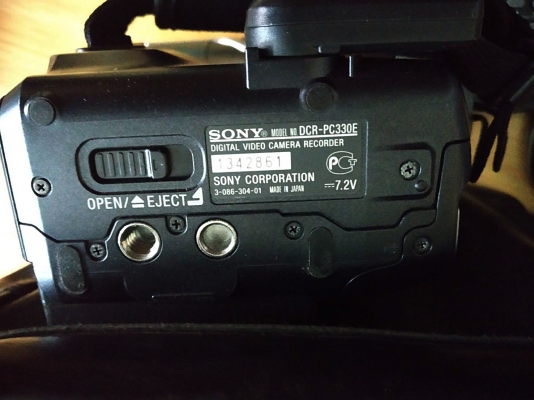 SONY® MODEL NO. DCR-PC330E
DIGITAL VIDEO CAMERA RECORDER
1342861
SONY CORPORATION
3-086-304-01 MADE IN JAPAN
⎓7.2V
OPEN/⏏EJECT